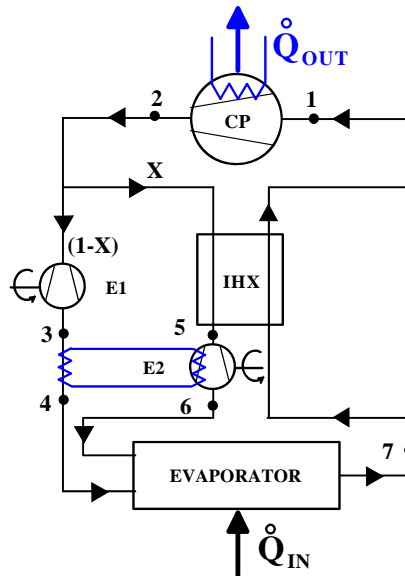 Q̊OUT
2
1
CP
X
(1-X)
E1
IHX
3
5
E2
4
6
7
EVAPORATOR
Q̊IN